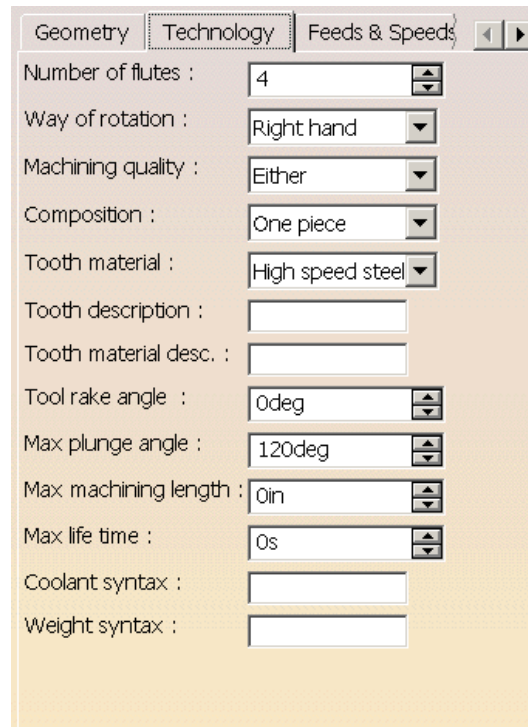 Geometry Technology Feeds & Speeds
Number of flutes : 4
Way of rotation : Right hand
Machining quality : Either
Composition : One piece
Tooth material : High speed steel
Tooth description :
Tooth material desc. :
Tool rake angle : 0deg
Max plunge angle : 120deg
Max machining length : 0in
Max life time : 0s
Coolant syntax :
Weight syntax :